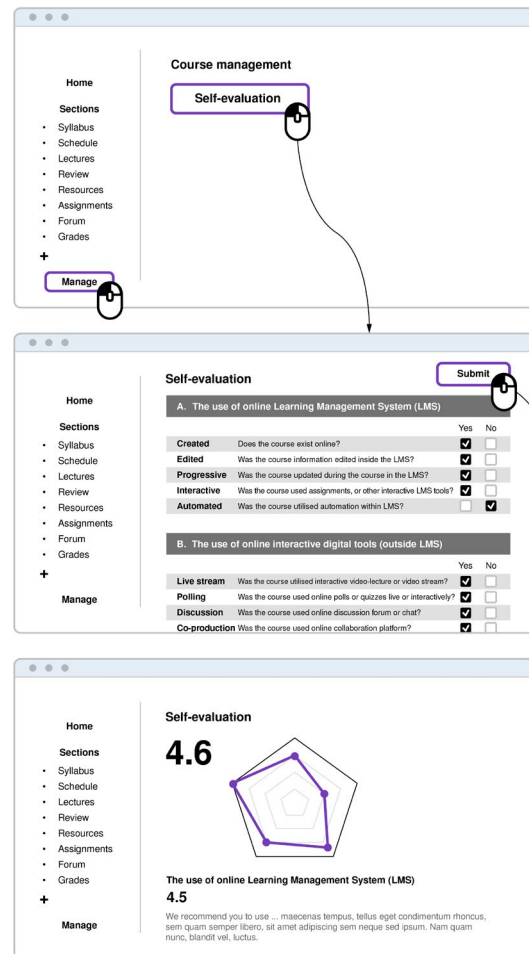 Course management
Self-evaluation
Home
Sections
• Syllabus
• Schedule
• Lectures
• Review
• Resources
• Assignments
• Forum
• Grades
+
Manage
Self-evaluation
Submit
Home
Sections
• Syllabus
• Schedule
• Lectures
• Review
• Resources
• Assignments
• Forum
• Grades
+
Manage
A. The use of online Learning Management System (LMS)
Yes No
Created Does the course exist online?
Edited Was the course information edited inside the LMS?
Progressive Was the course updated during the course in the LMS?
Interactive Was the course used assignments, or other interactive LMS tools?
Automated Was the course utilised automation within LMS?
B. The use of online interactive digital tools (outside LMS)
Yes No
Live stream Was the course utilised interactive video-lecture or video stream?
Polling Was the course used online polls or quizzes live or interactively?
Discussion Was the course used online discussion forum or chat?
Co-production Was the course used online collaboration platform?
Home
Sections
• Syllabus
• Schedule
• Lectures
• Review
• Resources
• Assignments
• Forum
• Grades
+
Manage
Self-evaluation
4.6
The use of online Learning Management System (LMS)
4.5
We recommend you to use ... maecenas tempus, tellus eget condimentum rhoncus,
sem quam semper libero, sit amet adipiscing sem neque sed ipsum. Nam quam
nunc, blandit vel, luctus.